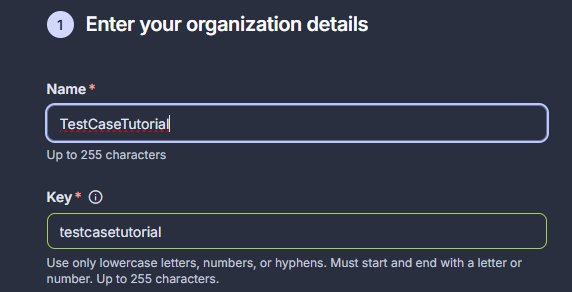 1 Enter your organization details
Name *
TestCaseTutorial
Up to 255 characters
Key *
testcasetutorial
Use only lowercase letters, numbers, or hyphens. Must start and end with a letter or
number. Up to 255 characters.